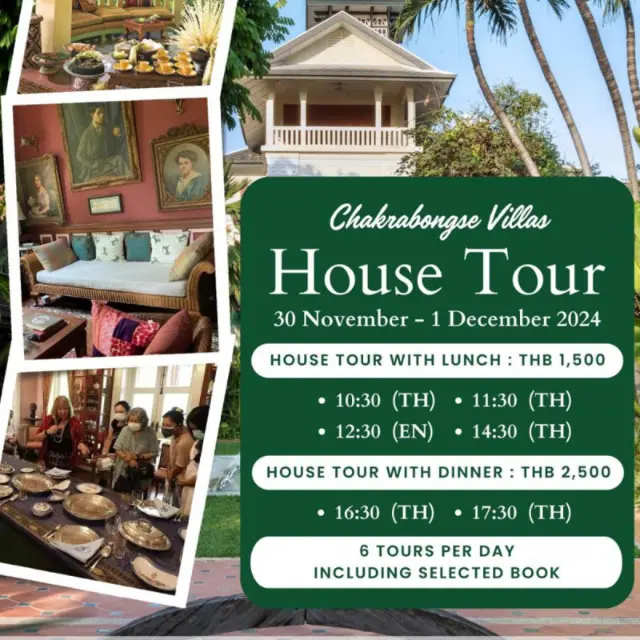 Chakrabongse Villas
House Tour
30 November – 1 December 2024
HOUSE TOUR WITH LUNCH : THB 1,500
• 10:30 (TH) • 11:30 (TH)
• 12:30 (EN) • 14:30 (TH)
HOUSE TOUR WITH DINNER : THB 2,500
• 16:30 (TH) • 17:30 (TH)
6 TOURS PER DAY
INCLUDING SELECTED BOOK